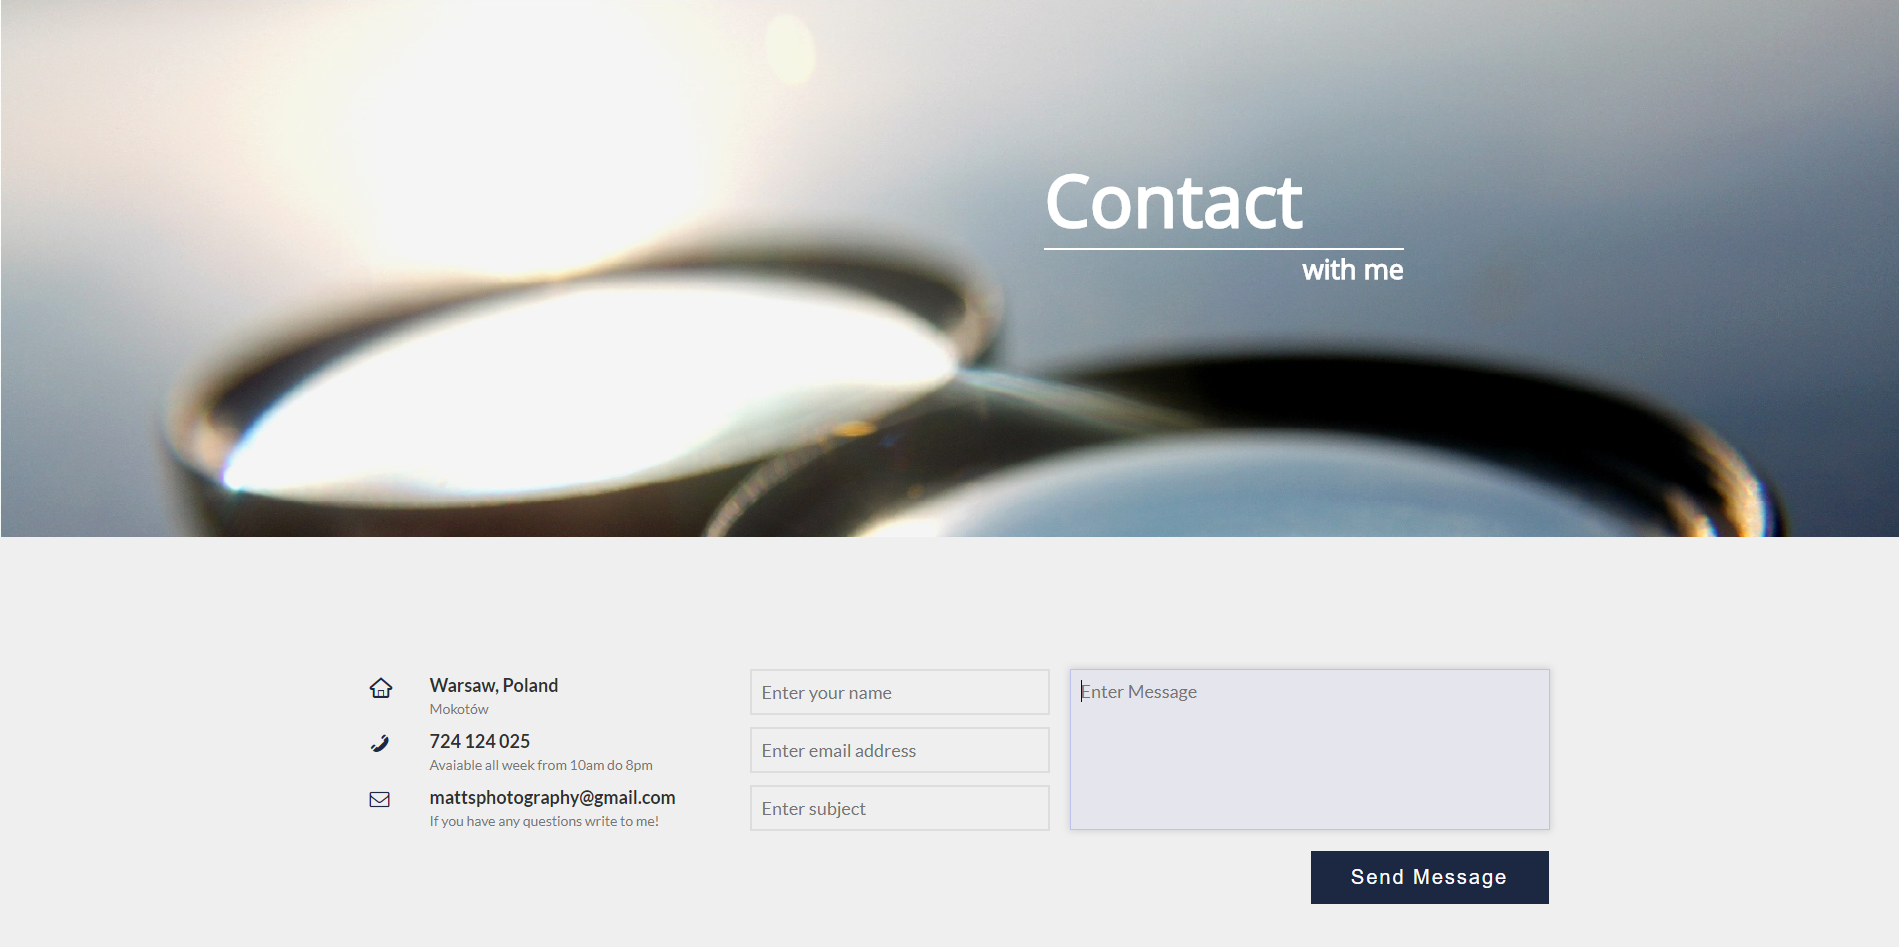 Contact
with me
Warsaw, Poland
Mokotów
724 124 025
Avaiable all week from 10am do 8pm
mattsphotography@gmail.com
If you have any questions write to me!
Enter your name
Enter email address
Enter subject
Enter Message
Send Message